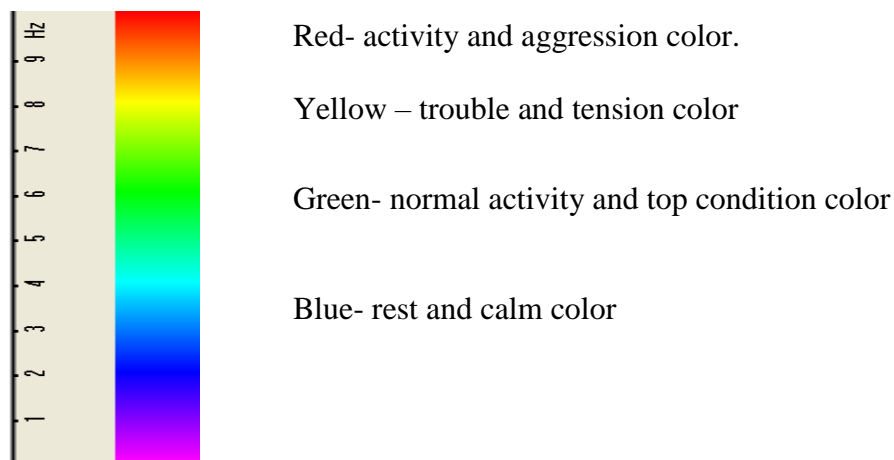 Hz
Red- activity and aggression color.
9
8
Yellow – trouble and tension color
7
6
Green- normal activity and top condition color
5
4
3
Blue- rest and calm color
2
1